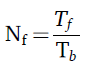 N_f = T_f / T_b